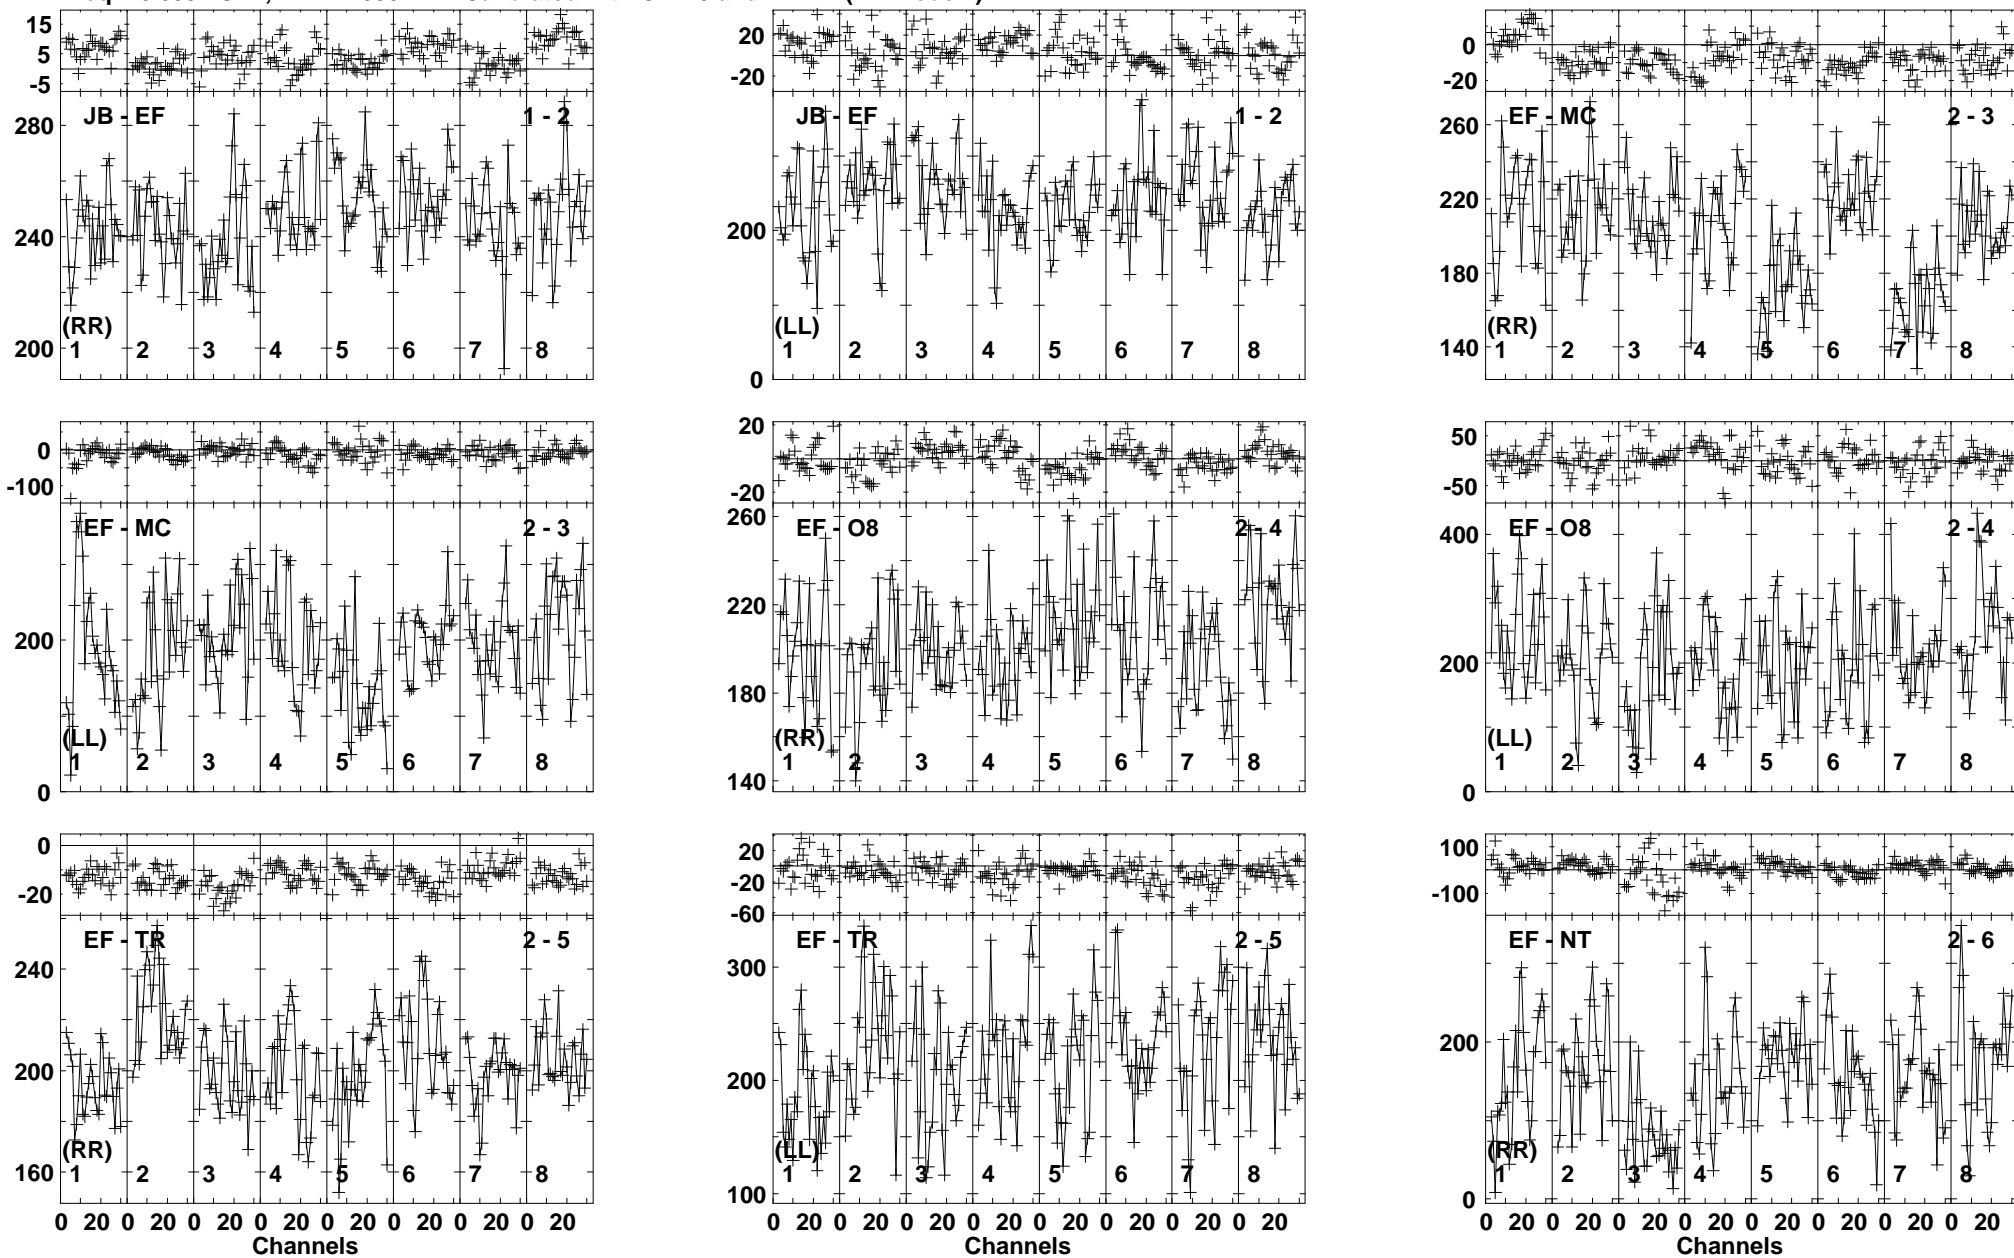 15 5 -5
JB - EF 1 - 2
280 240 200
(RR)
1 2 3 4 5 6 7 8
20 -20
JB - EF 1 - 2
200 0
(LL)
1 2 3 4 5 6 7 8
0 -20
EF - MC 2 - 3
260 220 180 140
(RR)
1 2 3 4 5 6 7 8
0 -100
EF - MC 2 - 3
200 0
(LL)
1 2 3 4 5 6 7 8
20 -20
EF - O8 2 - 4
260 220 180 140
(RR)
1 2 3 4 5 6 7 8
50 -50
EF - O8 2 - 4
400 200 0
(LL)
1 2 3 4 5 6 7 8
0 -20
EF - TR 2 - 5
240 200 160
(RR)
1 2 3 4 5 6 7 8
0 20 0 20 0 20 0 20 0 20 0 20 0 20 0 20
Channels
20 -20 -60
EF - TR 2 - 5
300 200 100
(LL)
1 2 3 4 5 6 7 8
0 20 0 20 0 20 0 20 0 20 0 20 0 20 0 20
Channels
100 -100
EF - NT 2 - 6
200 0
(RR)
1 2 3 4 5 6 7 8
0 20 0 20 0 20 0 20 0 20 0 20 0 20 0 20
Channels